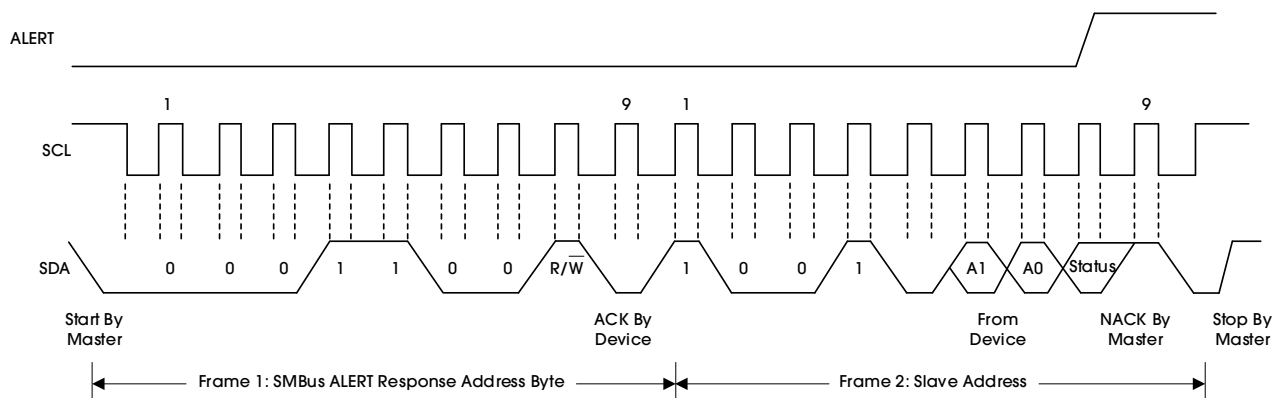 ALERT
1 9 1 9
SCL
SDA 0 0 0 1 1 0 0 R/W 1 0 0 1 A1 A0 Status
Start By
Master
ACK By
Device
From
Device
NACK By
Master
Stop By
Master
Frame 1: SMBus ALERT Response Address Byte
Frame 2: Slave Address